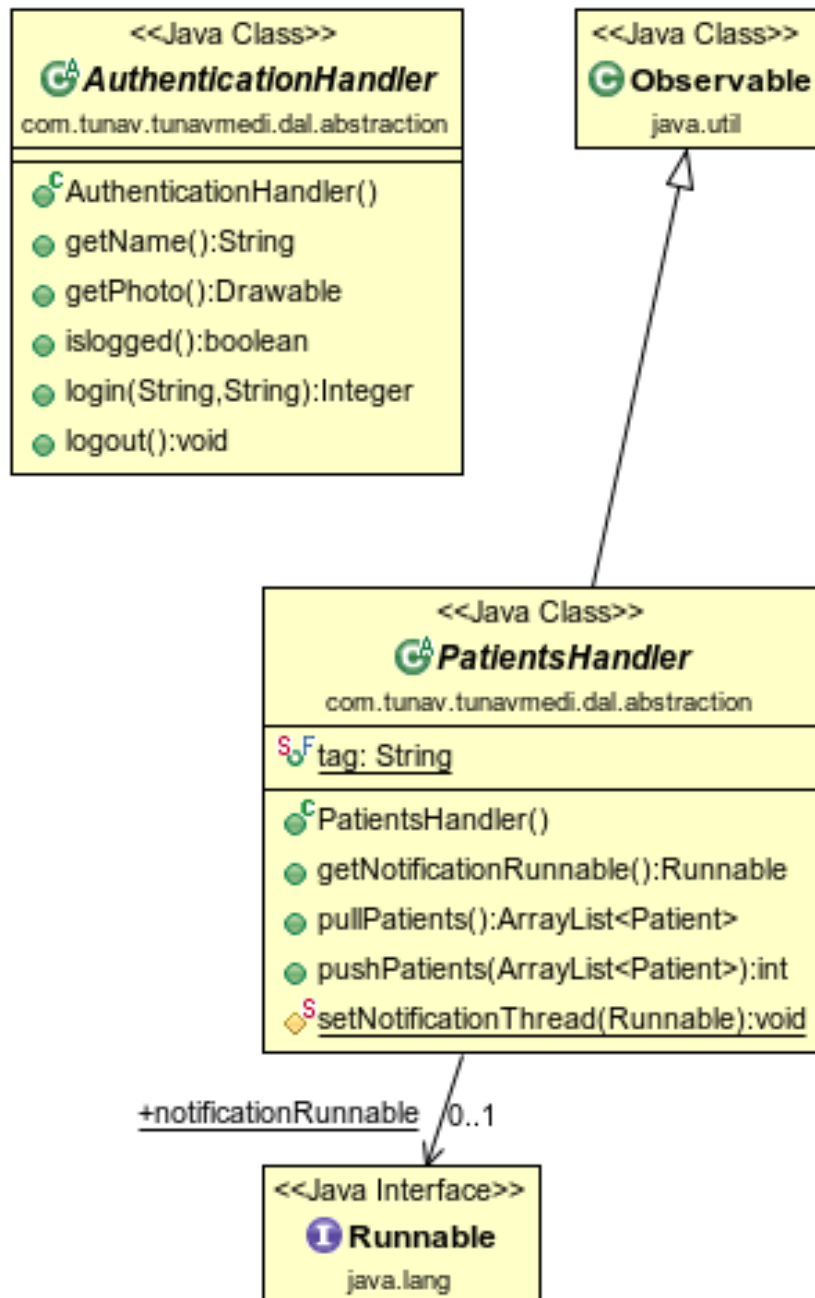 <<Java Class>>
AuthenticationHandler
com.tunav.tunavmedi.dal.abstraction
AuthenticationHandler()
getName():String
getPhoto():Drawable
islogged():boolean
login(String,String):Integer
logout():void
<<Java Class>>
Observable
java.util
<<Java Class>>
PatientsHandler
com.tunav.tunavmedi.dal.abstraction
tag: String
PatientsHandler()
getNotificationRunnable():Runnable
pullPatients():ArrayList<Patient>
pushPatients(ArrayList<Patient>):int
setNotificationThread(Runnable):void
+notificationRunnable 0..1
<<Java Interface>>
Runnable
java.lang